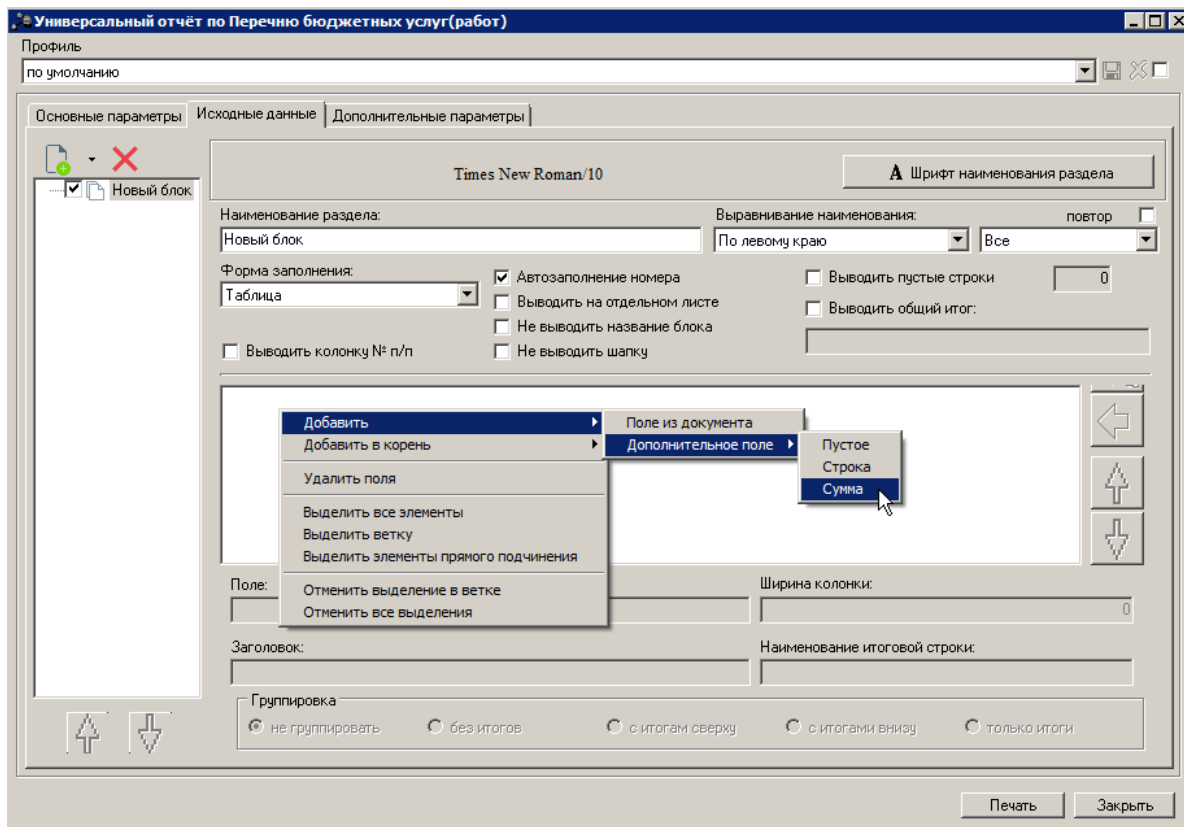 Универсальный отчёт по Перечню бюджетных услуг(работ)
Профиль
по умолчанию
Основные параметры Исходные данные Дополнительные параметры
Новый блок
Times New Roman/10
A Шрифт наименования раздела
Наименование раздела:
Выравнивание наименования:
повтор
Новый блок
По левому краю
Все
Форма заполнения:
Таблица
Автозаполнение номера
Выводить на отдельном листе
Не выводить название блока
Не выводить шапку
Выводить пустые строки
0
Выводить общий итог:
Выводить колонку № п/п
Добавить
Добавить в корень
Удалить поля
Выделить все элементы
Выделить ветку
Выделить элементы прямого подчинения
Отменить выделение в ветке
Отменить все выделения
Поле из документа
Дополнительное поле
Пустое
Строка
Сумма
Поле:
Ширина колонки:
0
Заголовок:
Наименование итоговой строки:
Группировка
не группировать
без итогов
с итогам сверху
с итогами внизу
только итоги
Печать
Закрыть